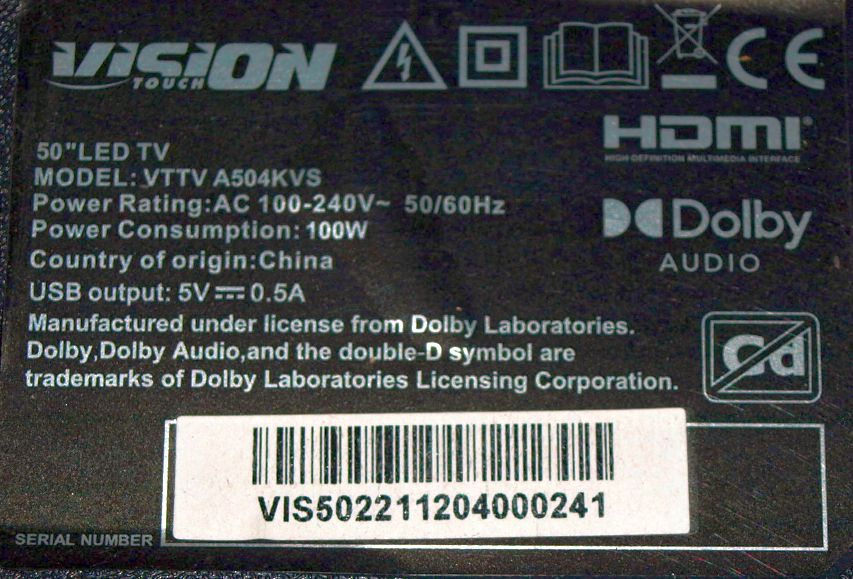 VISION
TOUCH
CE
HDMI®
HIGH-DEFINITION MULTIMEDIA INTERFACE
50"LED TV
MODEL: VTTV A504KVS
Power Rating:AC 100-240V~ 50/60Hz
Power Consumption: 100W
Country of origin:China
USB output: 5V⎓0.5A
Dolby
AUDIO
Manufactured under license from Dolby Laboratories.
Dolby,Dolby Audio,and the double-D symbol are
trademarks of Dolby Laboratories Licensing Corporation.
Cd
VIS502211204000241
SERIAL NUMBER